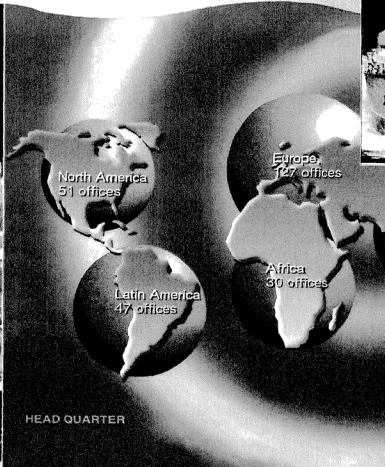 North America
51 offices
Europe
127 offices
Latin America
47 offices
Africa
30 offices
HEAD QUARTER